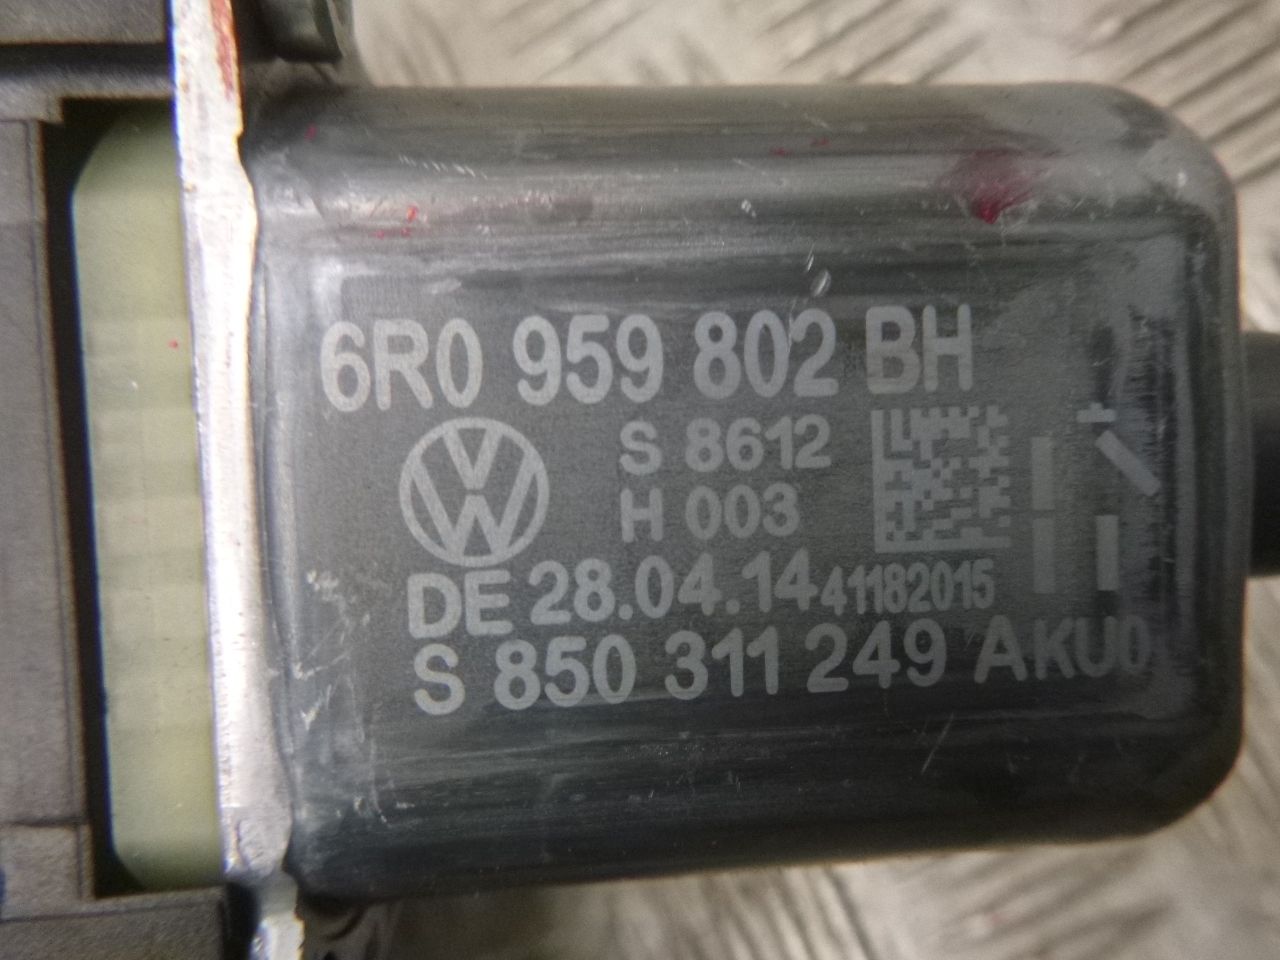 6R0 959 802 BH
S 8612
H 003
DE 28.04.14 41182015
S 850 311 249 AKU0